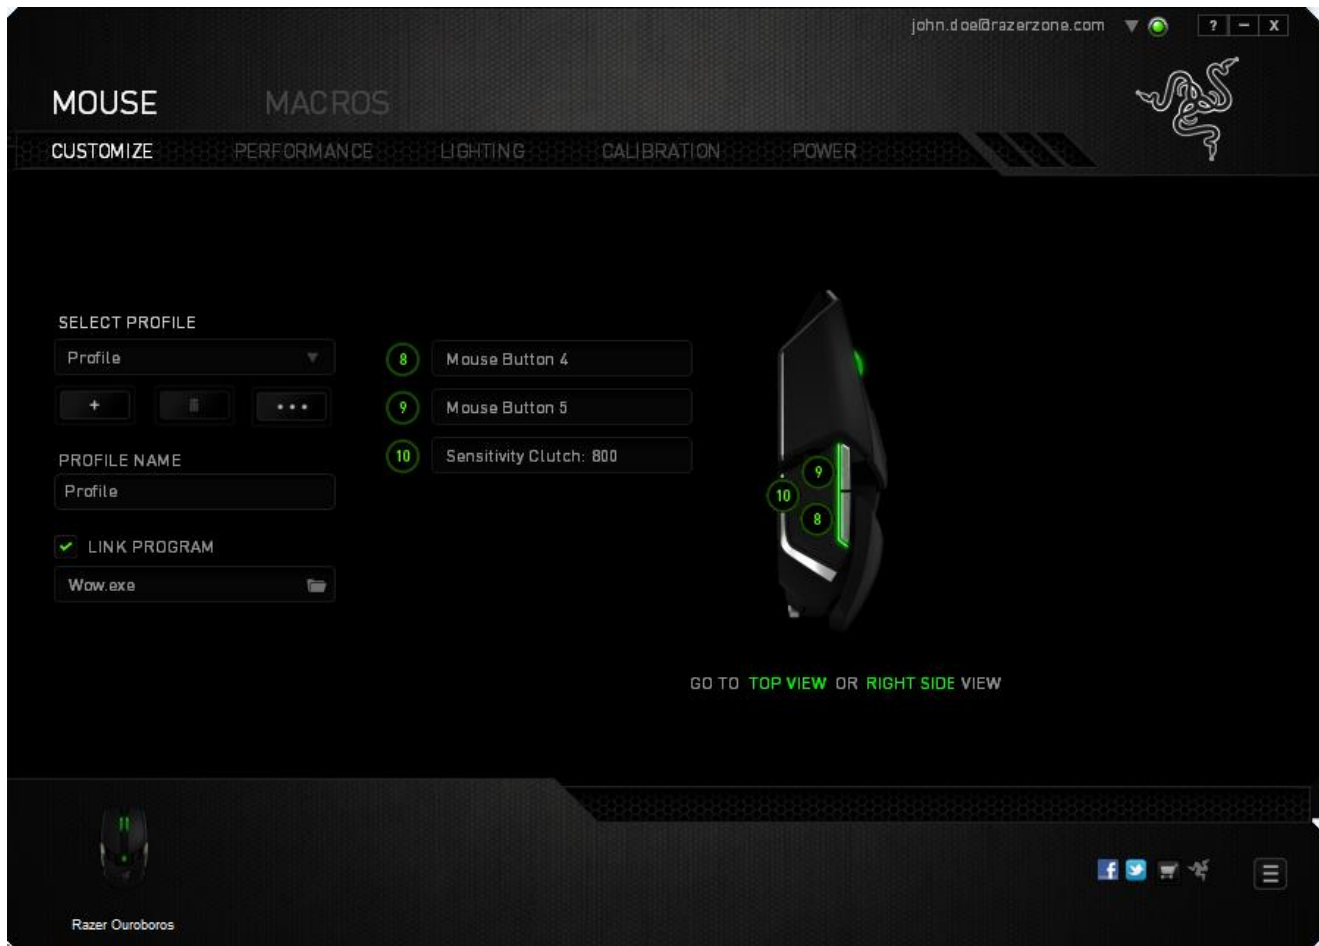 john.doe@razerzone.com ? – X
MOUSE MACROS
CUSTOMIZE PERFORMANCE LIGHTING CALIBRATION POWER
SELECT PROFILE
Profile
+ •••
PROFILE NAME
Profile
LINK PROGRAM
Wow.exe
8 Mouse Button 4
9 Mouse Button 5
10 Sensitivity Clutch: 800
9
10
8
GO TO TOP VIEW OR RIGHT SIDE VIEW
Razer Ouroboros
f